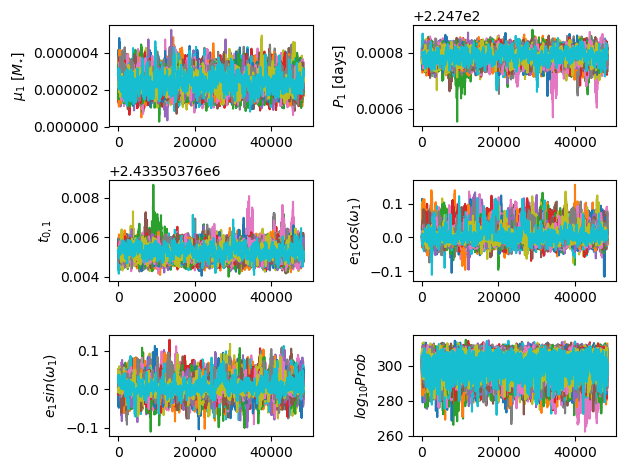 μ₁ [M⋆]
0.000004
0.000002
0.000000
0 20000 40000
+2.247e2
P₁ [days]
0.0008
0.0006
0 20000 40000
+2.43350376e6
t₀,₁
0.008
0.006
0.004
0 20000 40000
e₁cos(ω₁)
0.1
0.0
−0.1
0 20000 40000
e₁sin(ω₁)
0.1
0.0
−0.1
0 20000 40000
log₁₀Prob
300
280
260
0 20000 40000